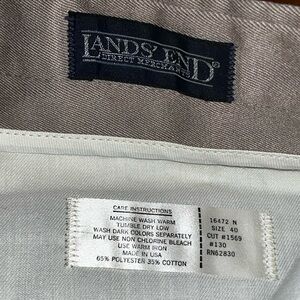 LANDS' END®
DIRECT MERCHANTS
CARE INSTRUCTIONS
MACHINE WASH WARM
TUMBLE DRY LOW
WASH DARK COLORS SEPARATELY
MAY USE NON CHLORINE BLEACH
USE WARM IRON
MADE IN USA
65% POLYESTER 35% COTTON
16472 N
SIZE 40
CUT #1569
#130
RN62830